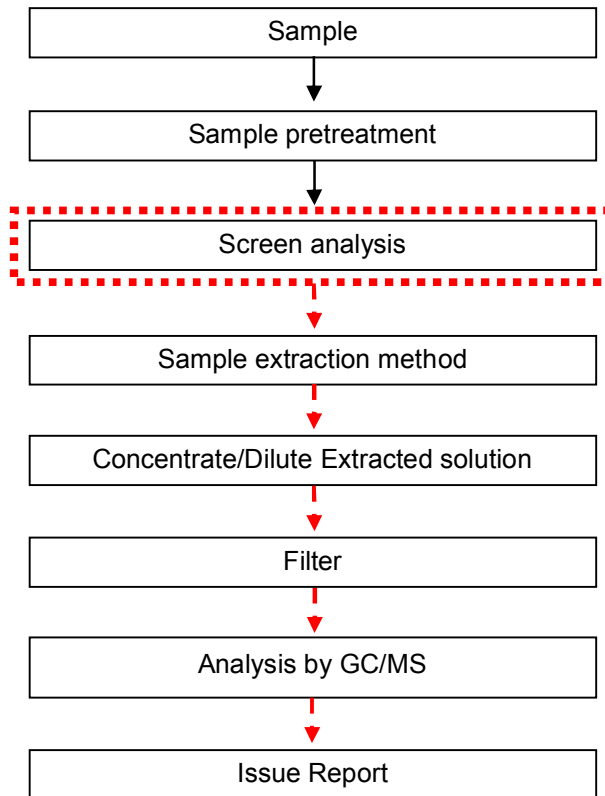 Sample
Sample pretreatment
Screen analysis
Sample extraction method
Concentrate/Dilute Extracted solution
Filter
Analysis by GC/MS
Issue Report